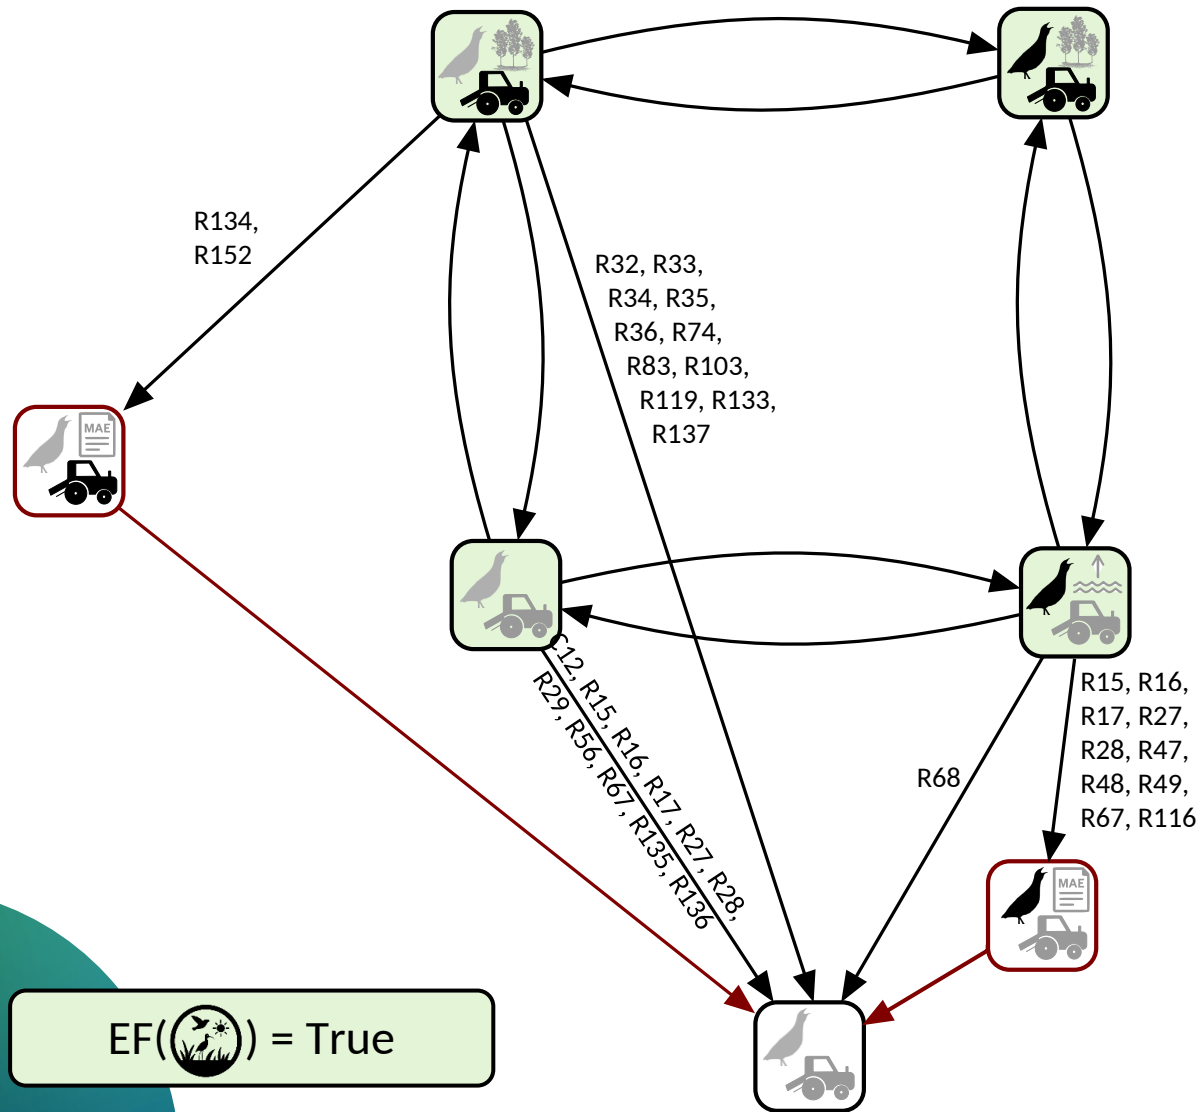 R134,
R152
R32, R33,
R34, R35,
R36, R74,
R83, R103,
R119, R133,
R137
MAE
C12, R15, R16, R17, R27, R28,
R29, R56, R67, R135, R136
R68
R15, R16,
R17, R27,
R28, R47,
R48, R49,
R67, R116
MAE
EF( ) = True